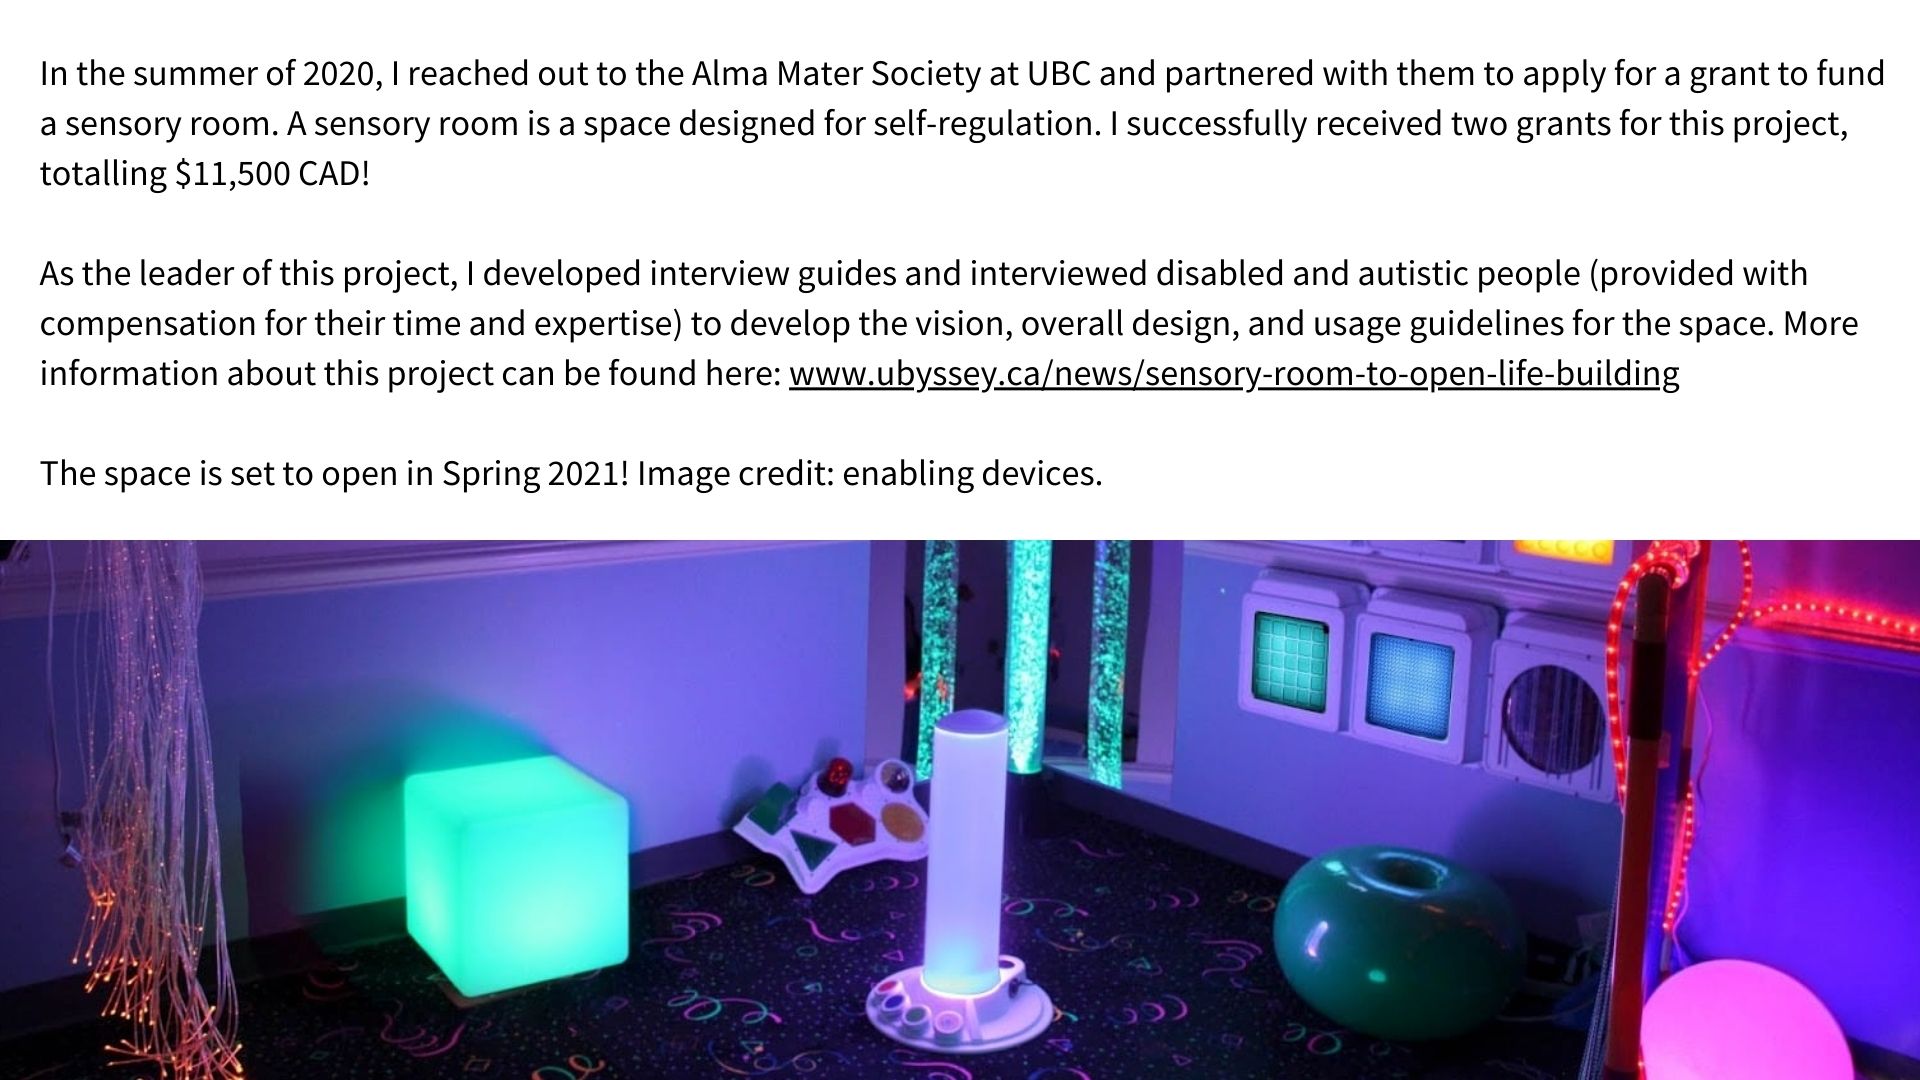 In the summer of 2020, I reached out to the Alma Mater Society at UBC and partnered with them to apply for a grant to fund
a sensory room. A sensory room is a space designed for self-regulation. I successfully received two grants for this project,
totalling $11,500 CAD!
As the leader of this project, I developed interview guides and interviewed disabled and autistic people (provided with
compensation for their time and expertise) to develop the vision, overall design, and usage guidelines for the space. More
information about this project can be found here: www.ubyssey.ca/news/sensory-room-to-open-life-building
The space is set to open in Spring 2021! Image credit: enabling devices.